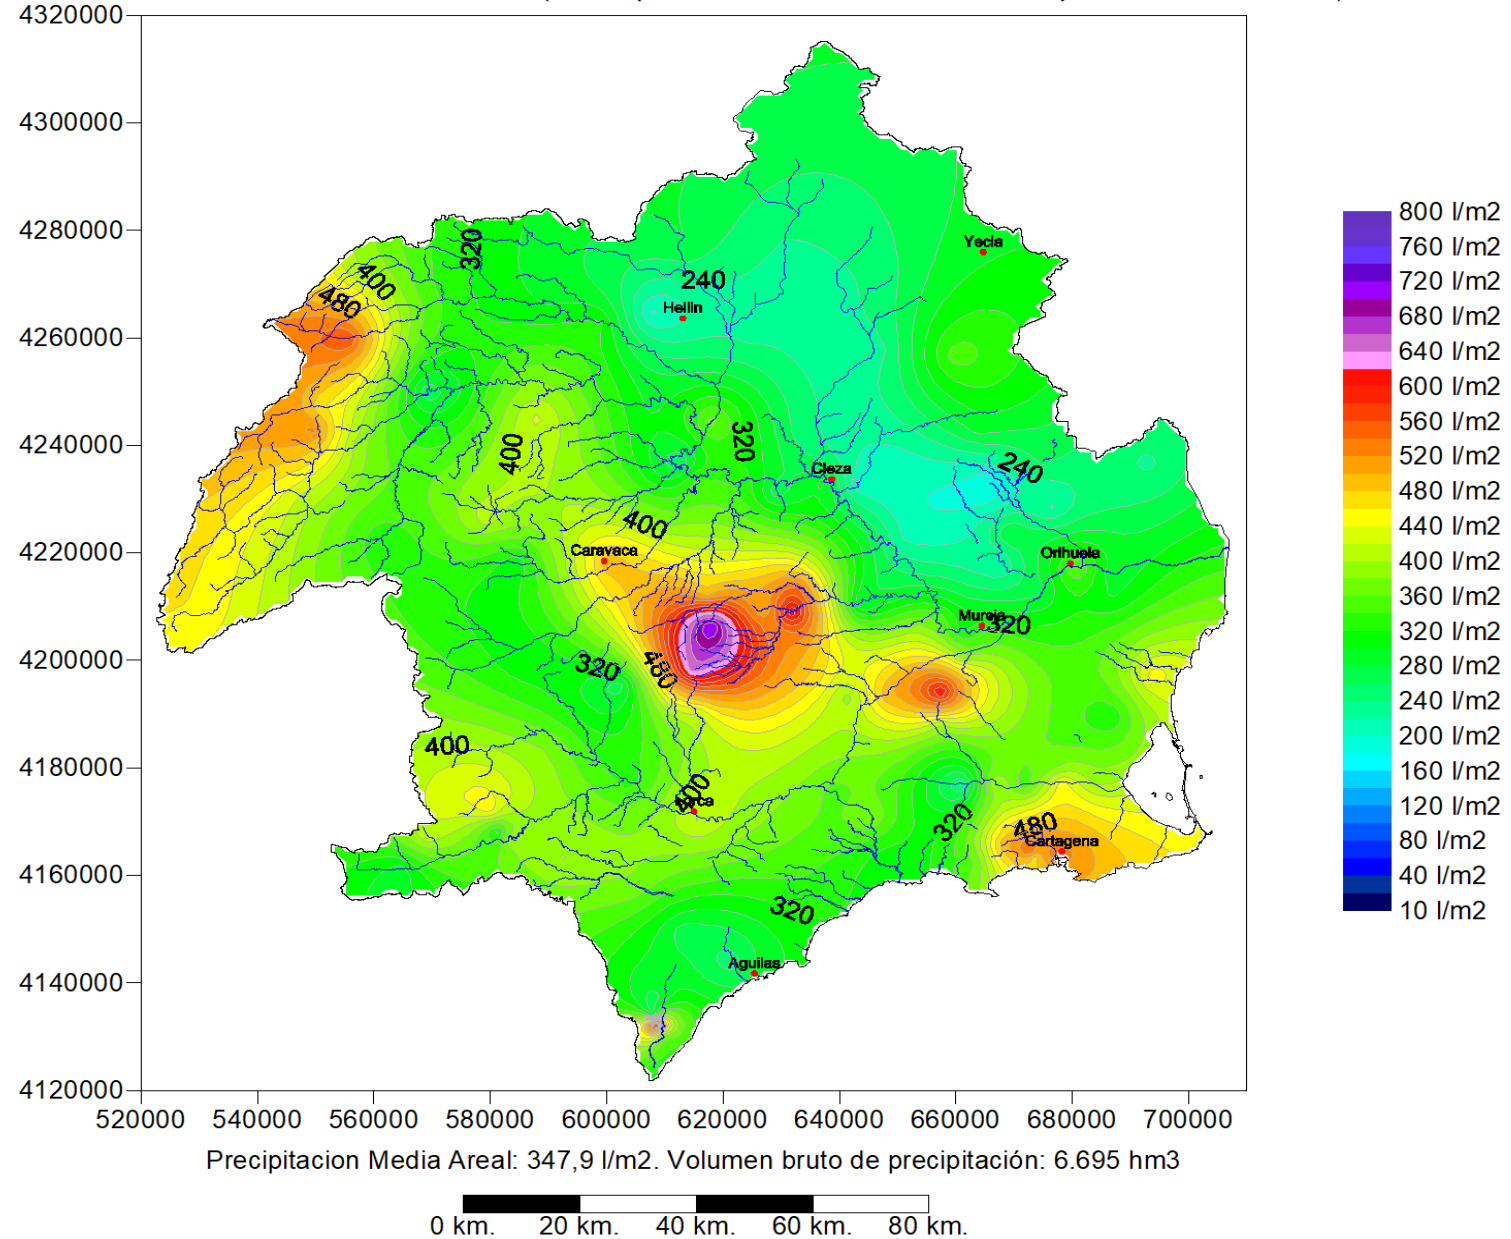 4320000
4300000
4280000
4260000
4240000
4220000
4200000
4180000
4160000
4140000
4120000
520000 540000 560000 580000 600000 620000 640000 660000 680000 700000
320
400
480
240
Yecla
Hellin
400
320
240
Cieza
400
Caravaca
Orihuela
Murcia
320
320
480
400
400
Lorca
320
480
Cartagena
320
Aguilas
800 l/m2
760 l/m2
720 l/m2
680 l/m2
640 l/m2
600 l/m2
560 l/m2
520 l/m2
480 l/m2
440 l/m2
400 l/m2
360 l/m2
320 l/m2
280 l/m2
240 l/m2
200 l/m2
160 l/m2
120 l/m2
80 l/m2
40 l/m2
10 l/m2
Precipitacion Media Areal: 347,9 l/m2. Volumen bruto de precipitación: 6.695 hm3
0 km. 20 km. 40 km. 60 km. 80 km.